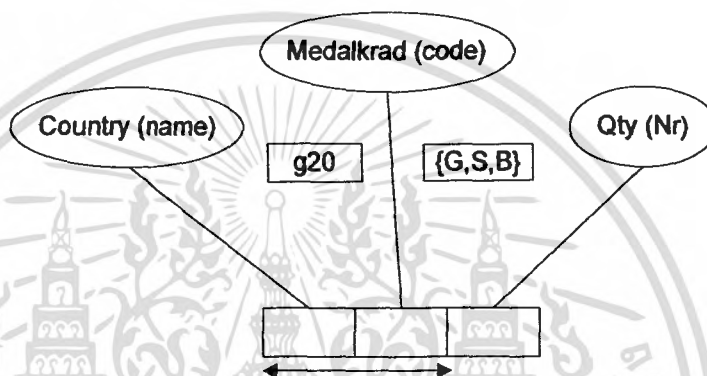 Medalkrad (code)
Country (name)
Qty (Nr)
g20
{G,S,B}